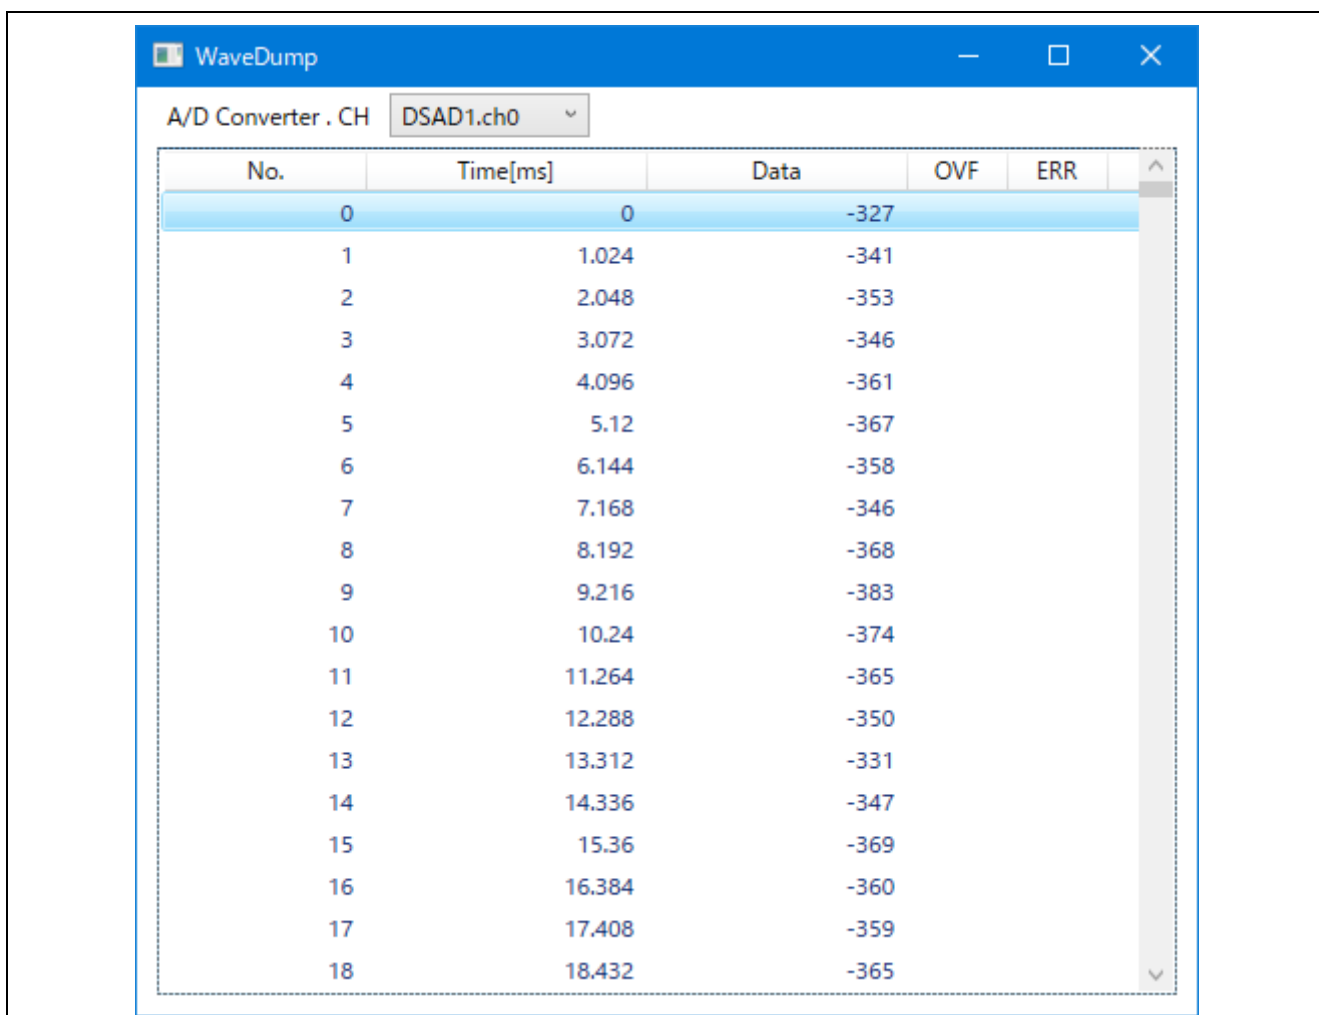 WaveDump
A/D Converter . CH DSAD1.ch0
No. Time[ms] Data OVF ERR
0 0 -327
1 1.024 -341
2 2.048 -353
3 3.072 -346
4 4.096 -361
5 5.12 -367
6 6.144 -358
7 7.168 -346
8 8.192 -368
9 9.216 -383
10 10.24 -374
11 11.264 -365
12 12.288 -350
13 13.312 -331
14 14.336 -347
15 15.36 -369
16 16.384 -360
17 17.408 -359
18 18.432 -365